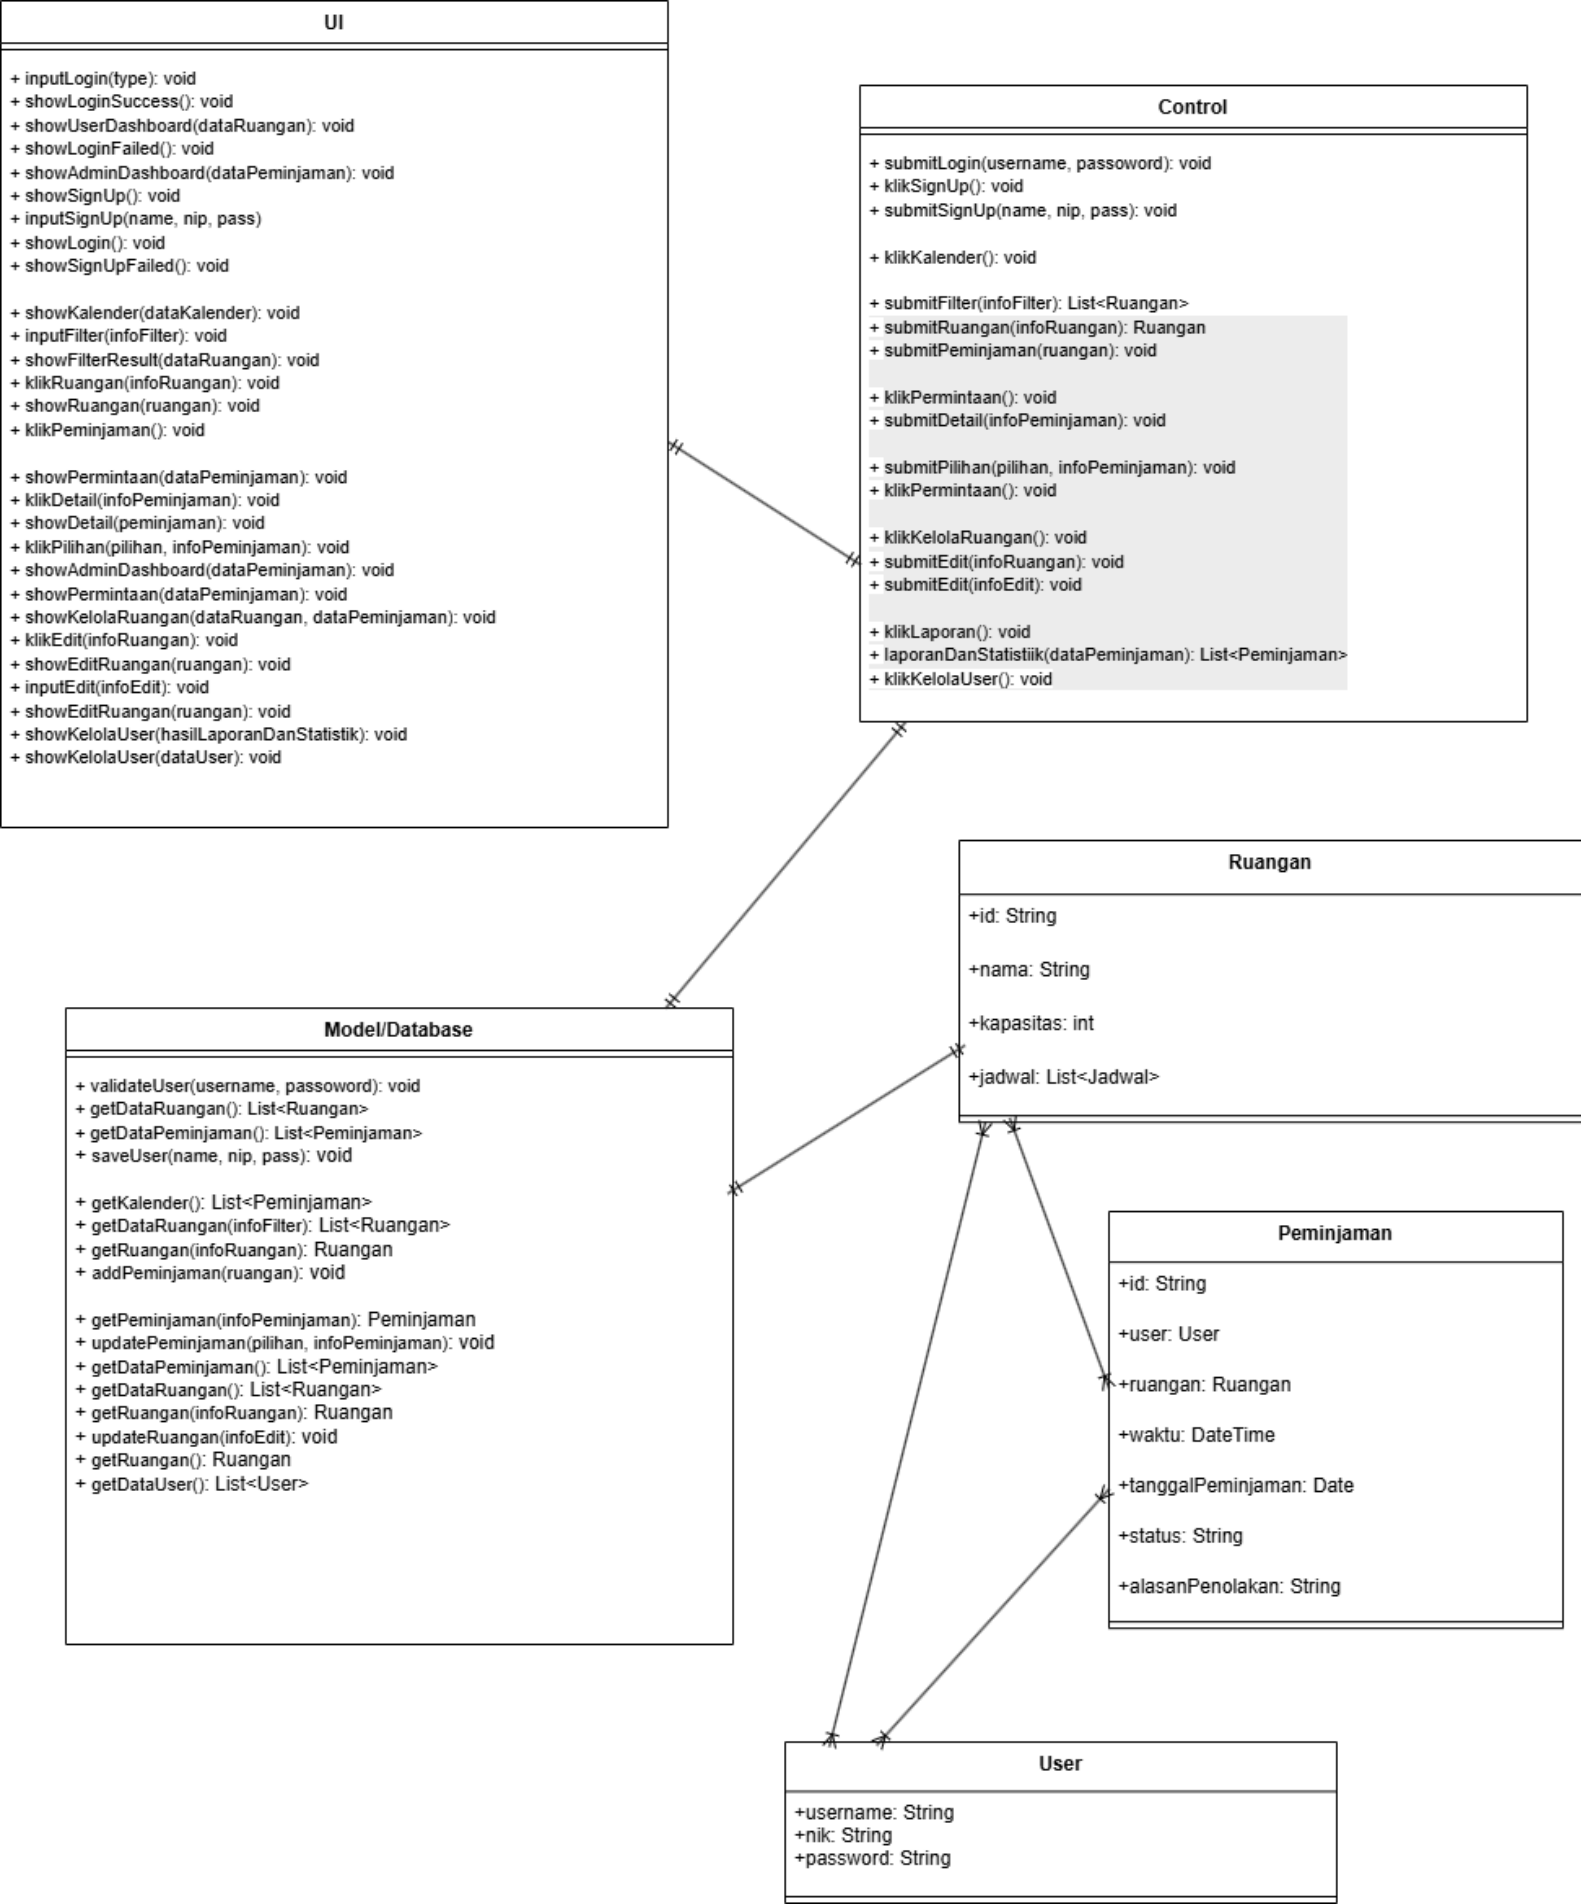 UI
+ inputLogin(type): void
+ showLoginSuccess(): void
+ showUserDashboard(dataRuangan): void
+ showLoginFailed(): void
+ showAdminDashboard(dataPeminjaman): void
+ showSignUp(): void
+ inputSignUp(name, nip, pass)
+ showLogin(): void
+ showSignUpFailed(): void
+ showKalender(dataKalender): void
+ inputFilter(infoFilter): void
+ showFilterResult(dataRuangan): void
+ klikRuangan(infoRuangan): void
+ showRuangan(ruangan): void
+ klikPeminjaman(): void
+ showPermintaan(dataPeminjaman): void
+ klikDetail(infoPeminjaman): void
+ showDetail(peminjaman): void
+ klikPilihan(pilihan, infoPeminjaman): void
+ showAdminDashboard(dataPeminjaman): void
+ showPermintaan(dataPeminjaman): void
+ showKelolaRuangan(dataRuangan, dataPeminjaman): void
+ klikEdit(infoRuangan): void
+ showEditRuangan(ruangan): void
+ inputEdit(infoEdit): void
+ showEditRuangan(ruangan): void
+ showKelolaUser(hasilLaporanDanStatistik): void
+ showKelolaUser(dataUser): void
Control
+ submitLogin(username, passoword): void
+ klikSignUp(): void
+ submitSignUp(name, nip, pass): void
+ klikKalender(): void
+ submitFilter(infoFilter): List<Ruangan>
+ submitRuangan(infoRuangan): Ruangan
+ submitPeminjaman(ruangan): void
+ klikPermintaan(): void
+ submitDetail(infoPeminjaman): void
+ submitPilihan(pilihan, infoPeminjaman): void
+ klikPermintaan(): void
+ klikKelolaRuangan(): void
+ submitEdit(infoRuangan): void
+ submitEdit(infoEdit): void
+ klikLaporan(): void
+ laporanDanStatistiik(dataPeminjaman): List<Peminjaman>
+ klikKelolaUser(): void
Model/Database
+ validateUser(username, passoword): void
+ getDataRuangan(): List<Ruangan>
+ getDataPeminjaman(): List<Peminjaman>
+ saveUser(name, nip, pass): void
+ getKalender(): List<Peminjaman>
+ getDataRuangan(infoFilter): List<Ruangan>
+ getRuangan(infoRuangan): Ruangan
+ addPeminjaman(ruangan): void
+ getPeminjaman(infoPeminjaman): Peminjaman
+ updatePeminjaman(pilihan, infoPeminjaman): void
+ getDataPeminjaman(): List<Peminjaman>
+ getDataRuangan(): List<Ruangan>
+ getRuangan(infoRuangan): Ruangan
+ updateRuangan(infoEdit): void
+ getRuangan(): Ruangan
+ getDataUser(): List<User>
Ruangan
+id: String
+nama: String
+kapasitas: int
+jadwal: List<Jadwal>
Peminjaman
+id: String
+user: User
+ruangan: Ruangan
+waktu: DateTime
+tanggalPeminjaman: Date
+status: String
+alasanPenolakan: String
User
+username: String
+nik: String
+password: String